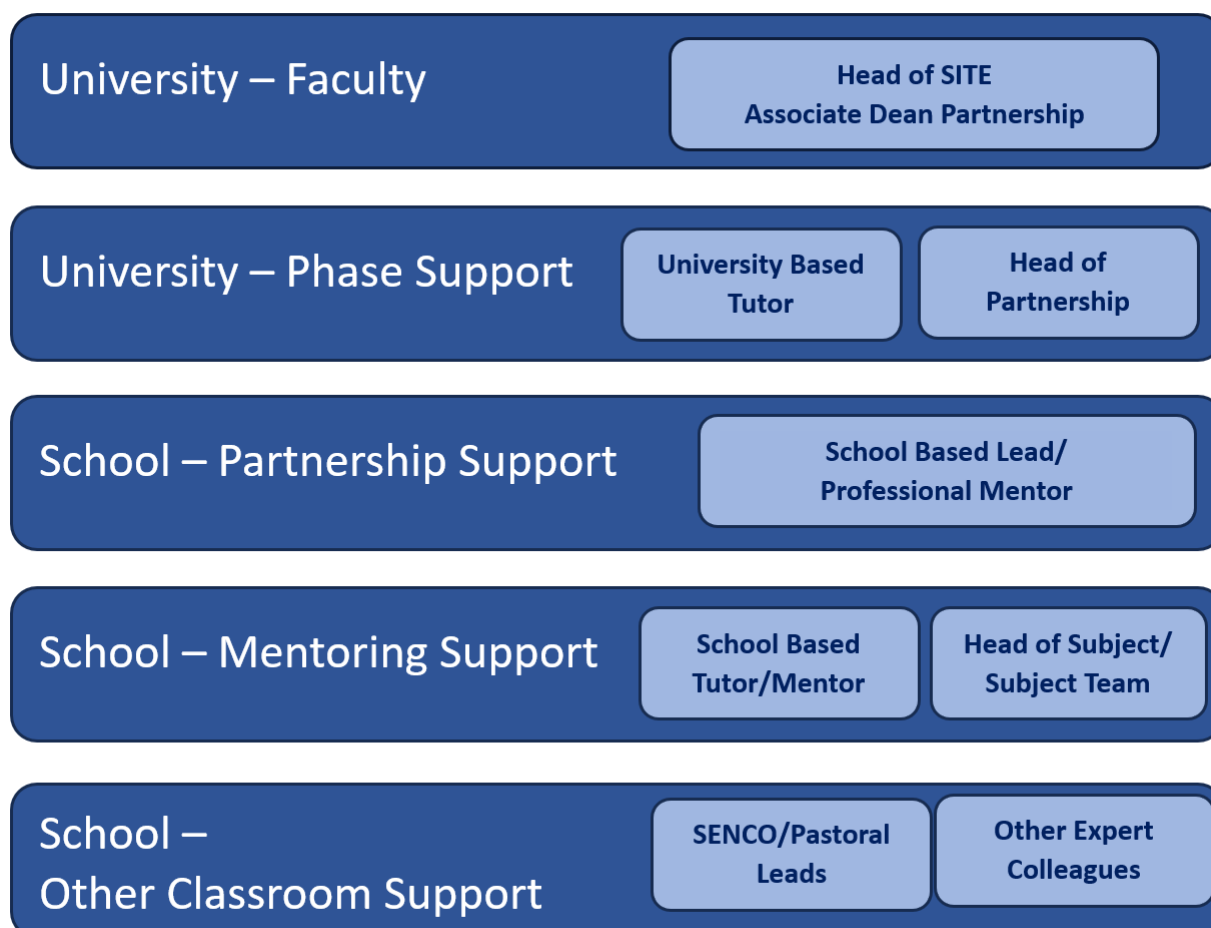 University – Faculty
Head of SITE
Associate Dean Partnership
University – Phase Support
University Based
Tutor
Head of
Partnership
School – Partnership Support
School Based Lead/
Professional Mentor
School – Mentoring Support
School Based
Tutor/Mentor
Head of Subject/
Subject Team
School –
Other Classroom Support
SENCO/Pastoral
Leads
Other Expert
Colleagues